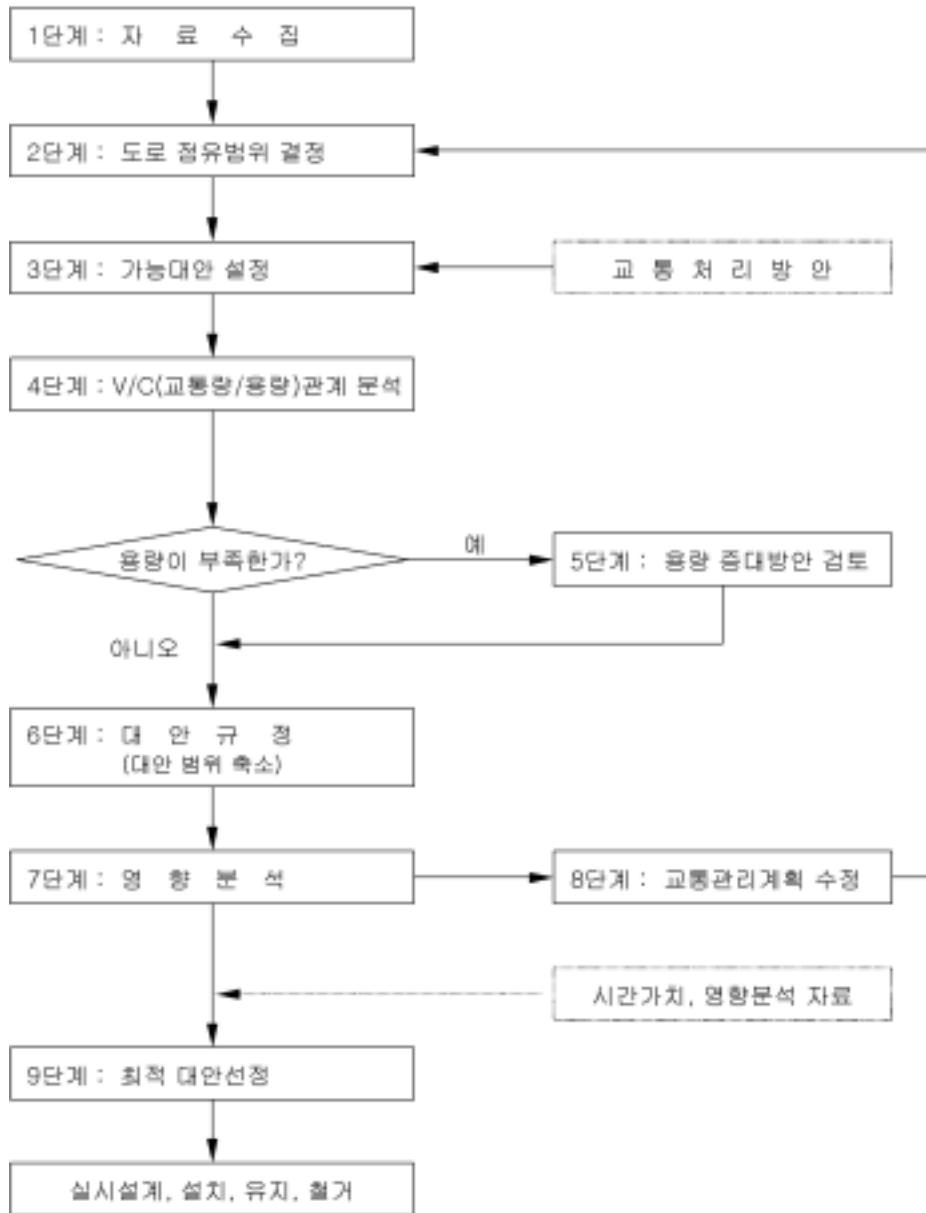 1단계 : 자 료 수 집
2단계 : 도로 점유범위 결정
3단계 : 가능대안 설정
교 통 처 리 방 안
4단계 : V/C(교통량/용량)관계 분석
용량이 부족한가?
예
5단계 : 용량 증대방안 검토
아니오
6단계 : 대 안 규 정
(대안 범위 축소)
7단계 : 영 향 분 석
8단계 : 교통관리계획 수정
시간가치, 영향분석 자료
9단계 : 최적 대안선정
실시설계, 설치, 유지, 철거